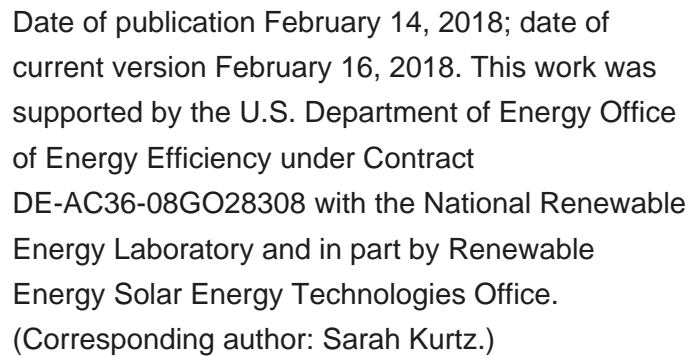 Date of publication February 14, 2018; date of
current version February 16, 2018. This work was
supported by the U.S. Department of Energy Office
of Energy Efficiency under Contract
DE-AC36-08GO28308 with the National Renewable
Energy Laboratory and in part by Renewable
Energy Solar Energy Technologies Office.
(Corresponding author: Sarah Kurtz.)